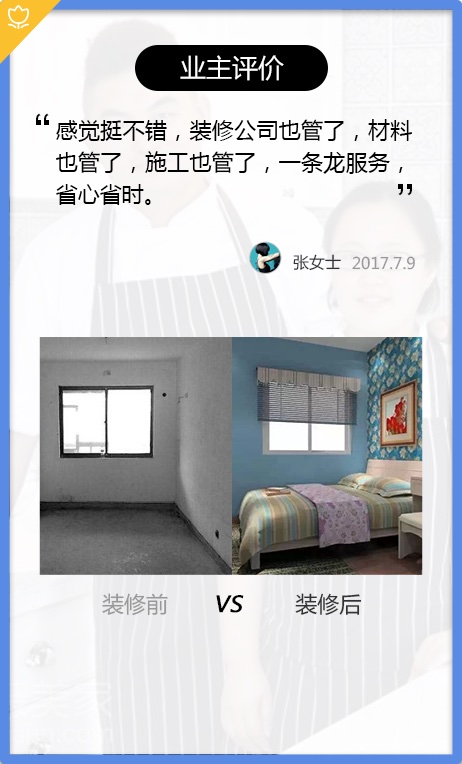 业主评价
“感觉挺不错，装修公司也管了，材料
也管了，施工也管了，一条龙服务，
省心省时。”
张女士 2017.7.9
装修前 VS 装修后